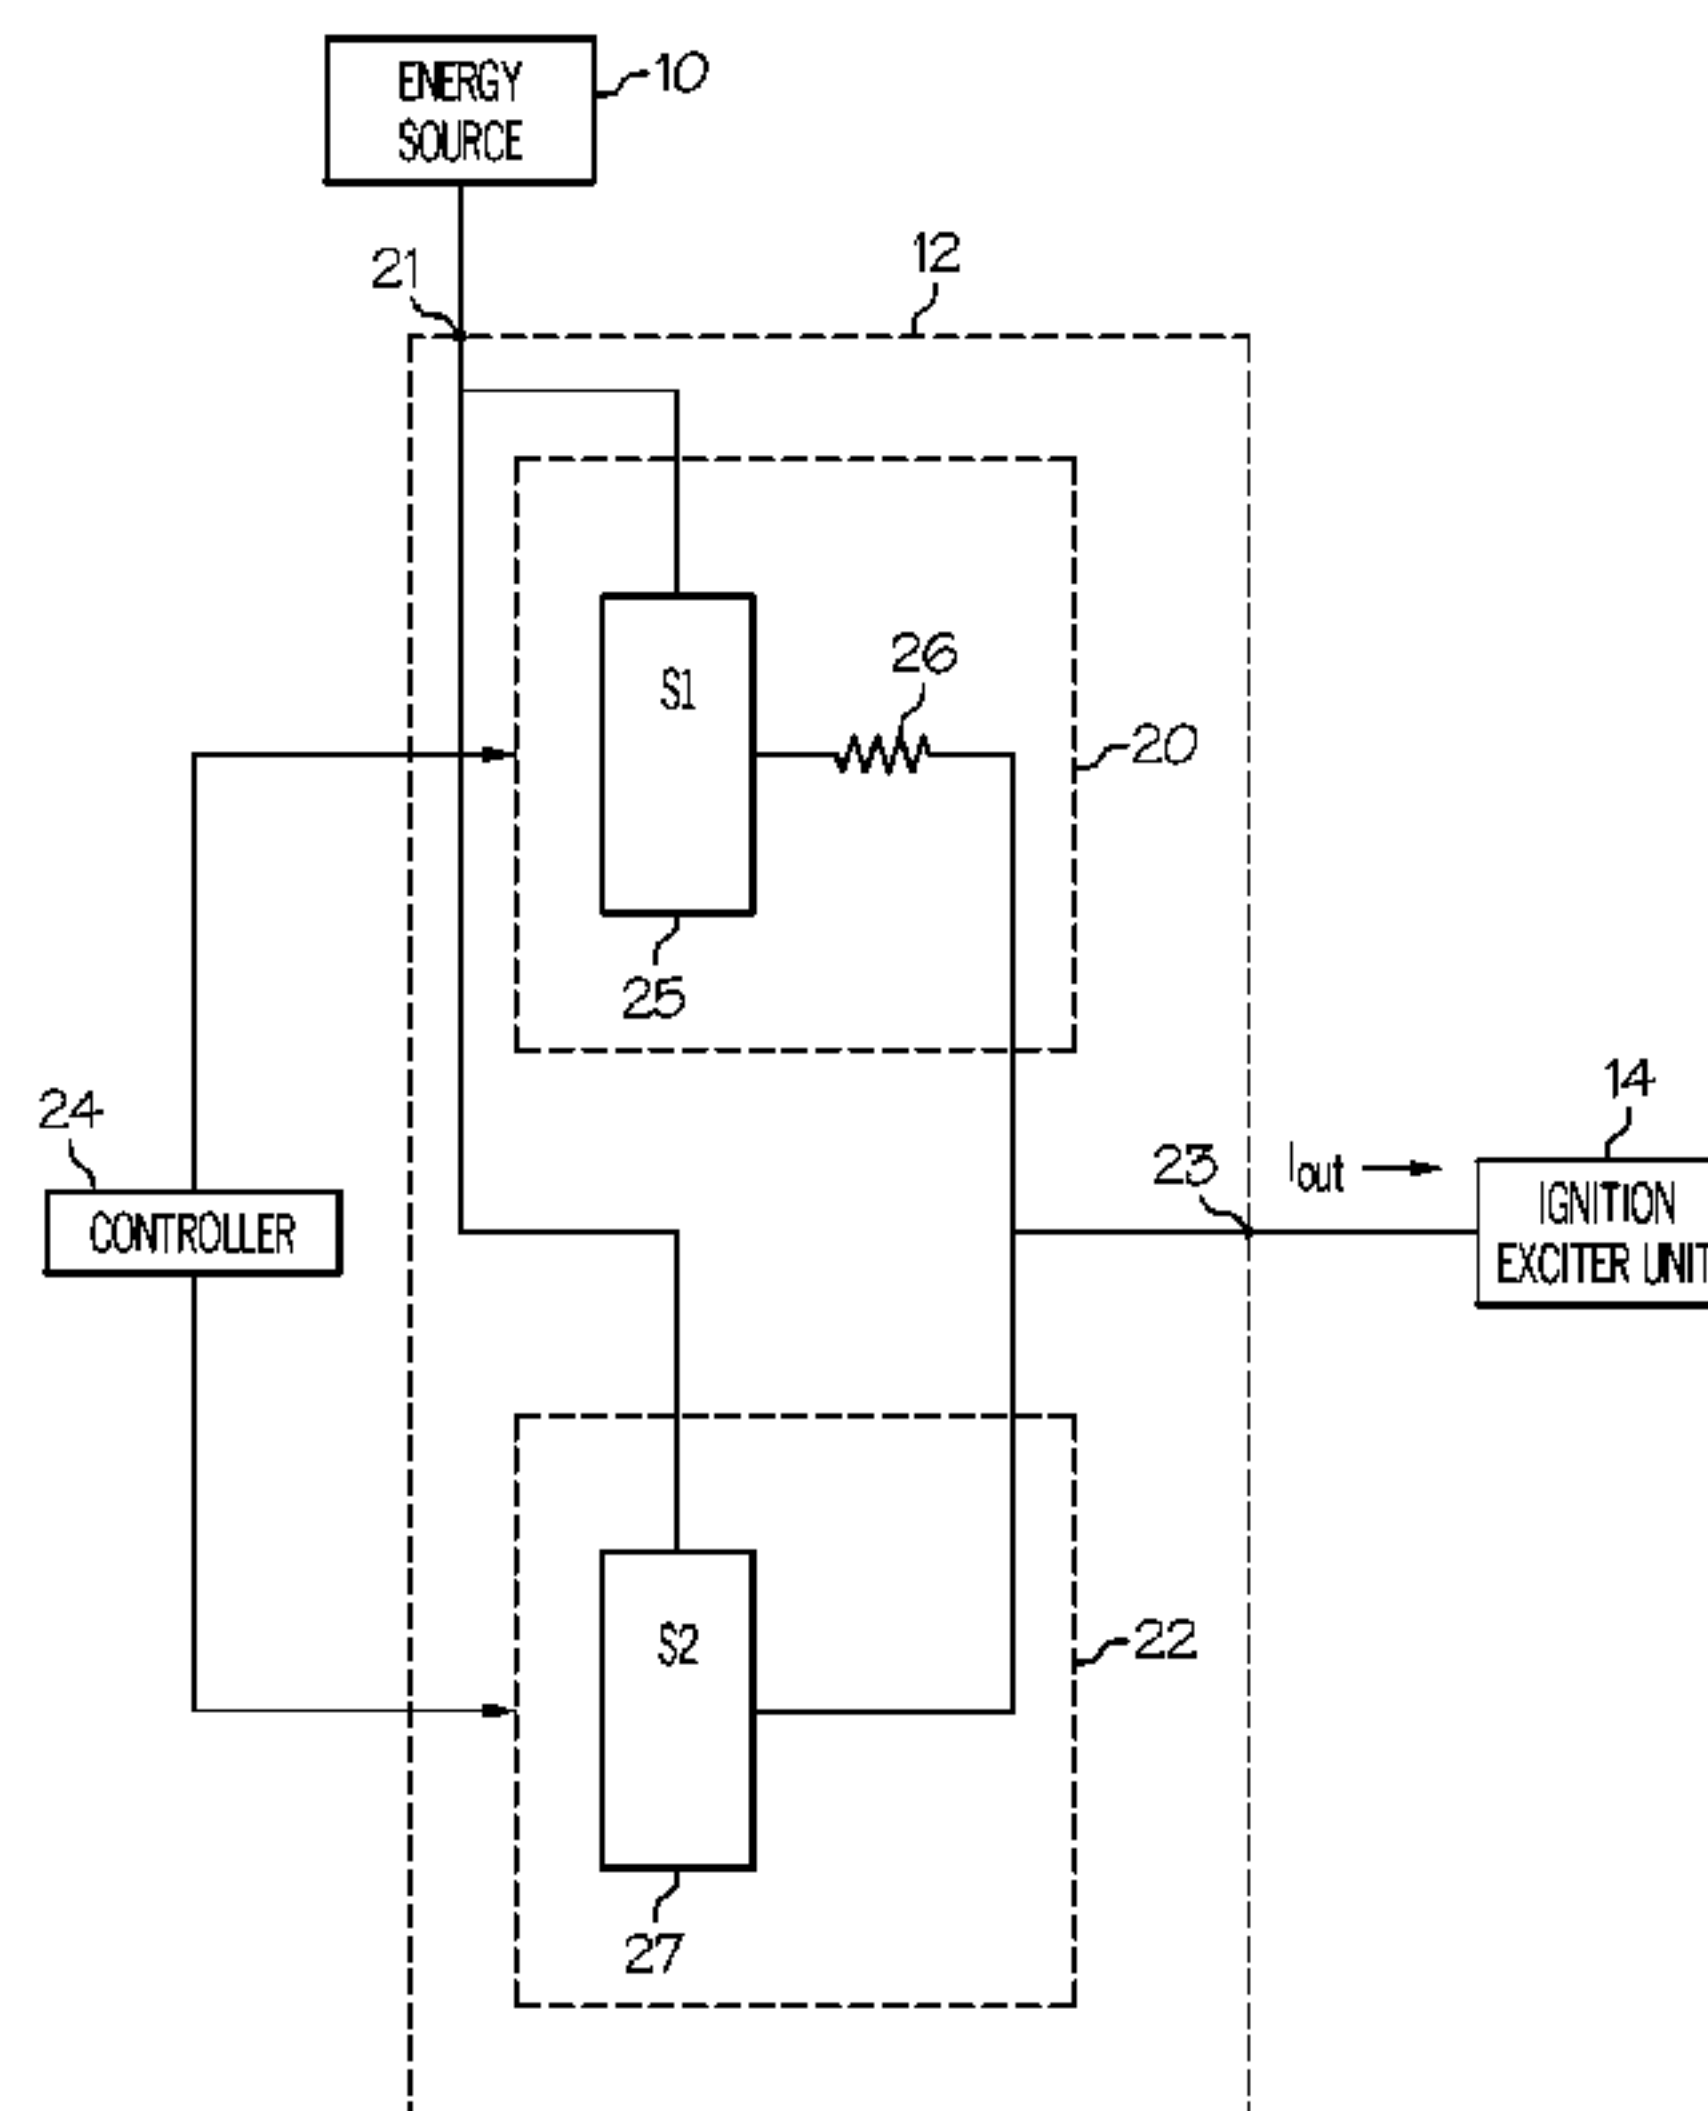 ENERGY
SOURCE
10
21
12
S1
26
20
25
24
CONTROLLER
23
Iout
14
IGNITION
EXCITER UNIT
S2
22
27